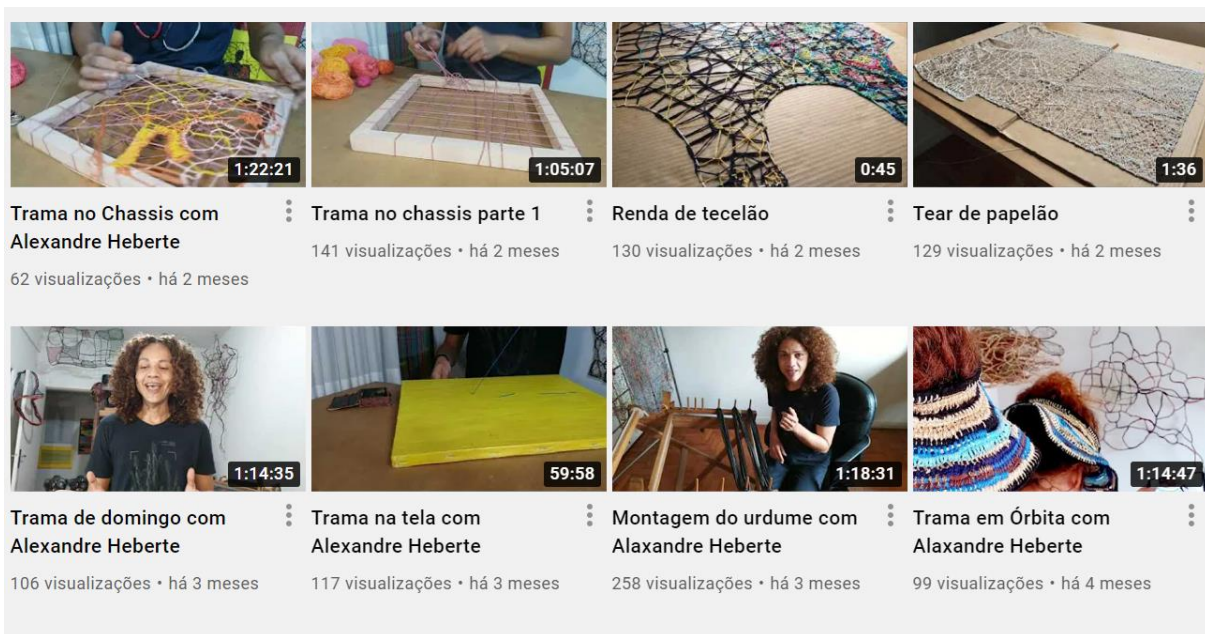 1:22:21
1:05:07
0:45
1:36
Trama no Chassis com
Alexandre Heberte
62 visualizações • há 2 meses
Trama no chassis parte 1
141 visualizações • há 2 meses
Renda de tecelão
130 visualizações • há 2 meses
Tear de papelão
129 visualizações • há 2 meses
1:14:35
59:58
1:18:31
1:14:47
Trama de domingo com
Alexandre Heberte
106 visualizações • há 3 meses
Trama na tela com
Alexandre Heberte
117 visualizações • há 3 meses
Montagem do urdume com
Alaxandre Heberte
258 visualizações • há 3 meses
Trama em Órbita com
Alaxandre Heberte
99 visualizações • há 4 meses